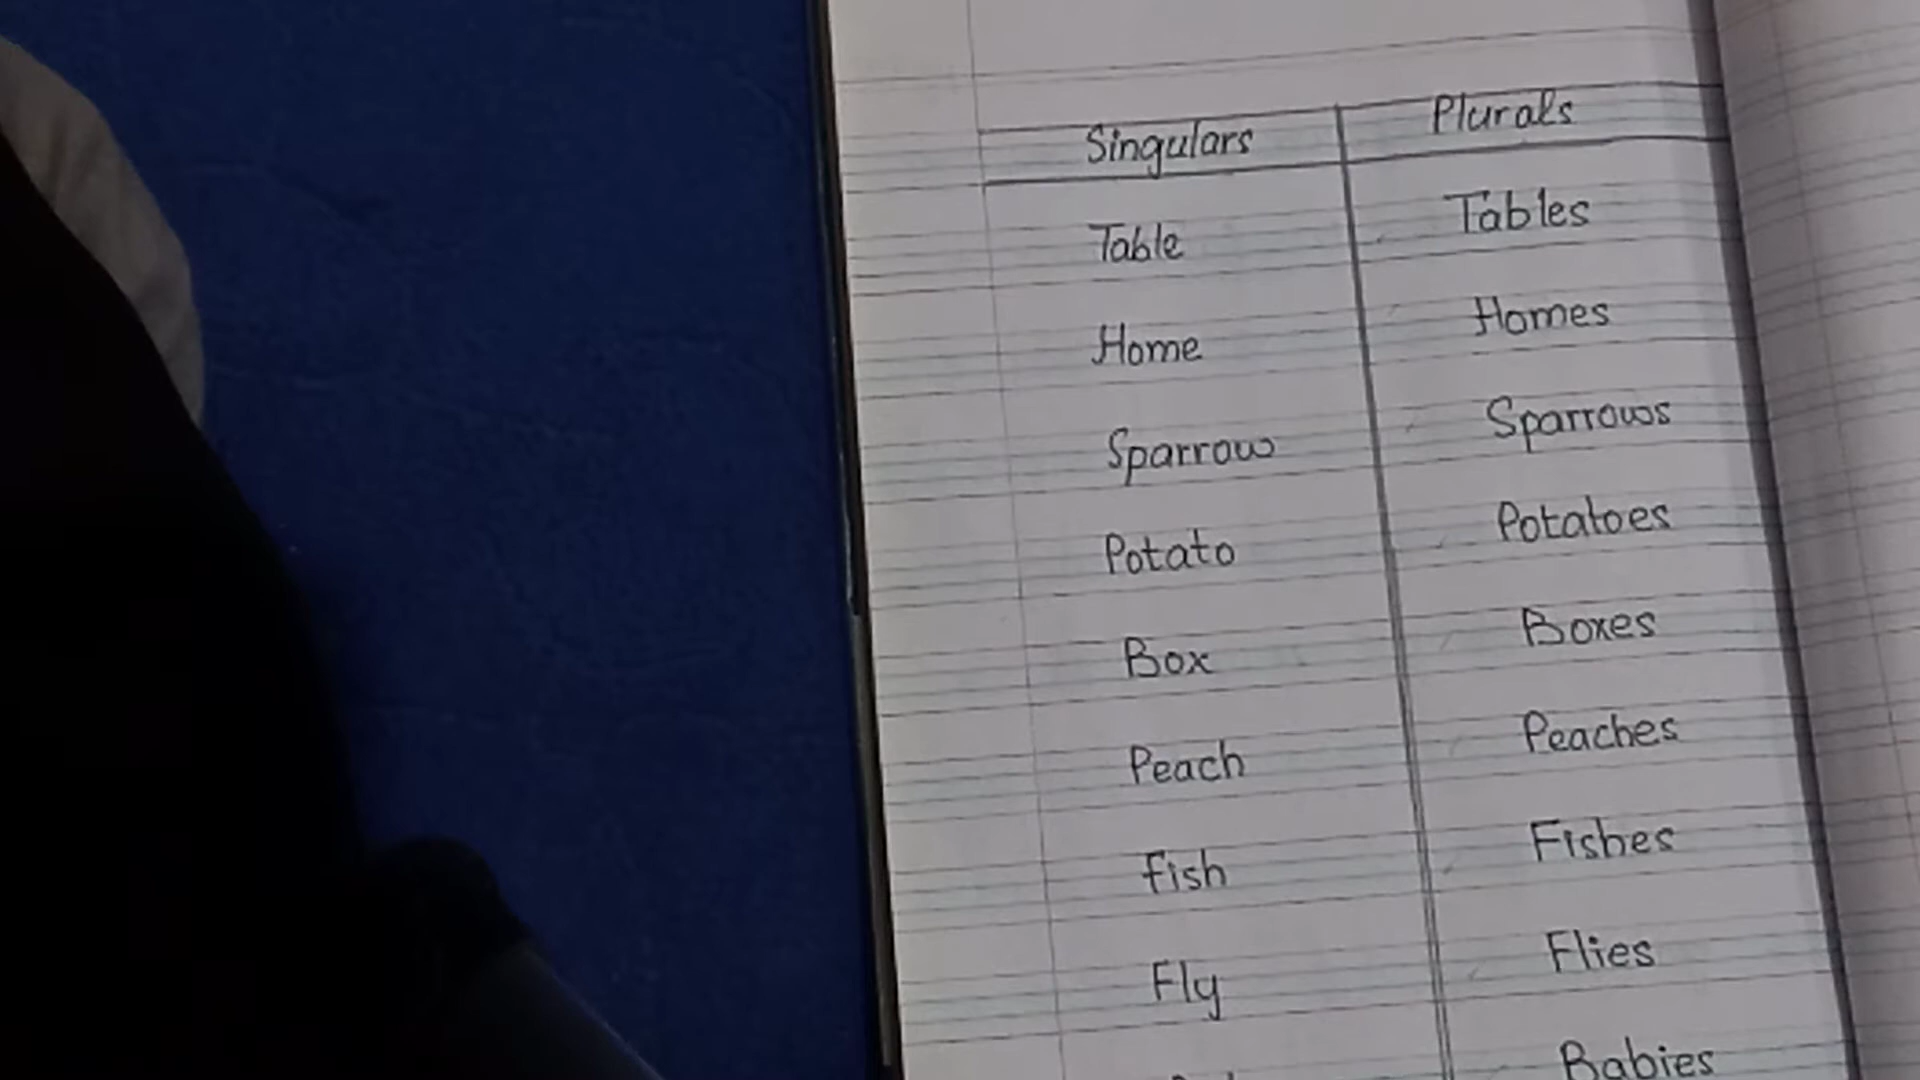 Singulars Plurals
Table Tables
Home Homes
Sparrow Sparrows
Potato Potatoes
Box Boxes
Peach Peaches
fish Fishes
Fly Flies
Babies